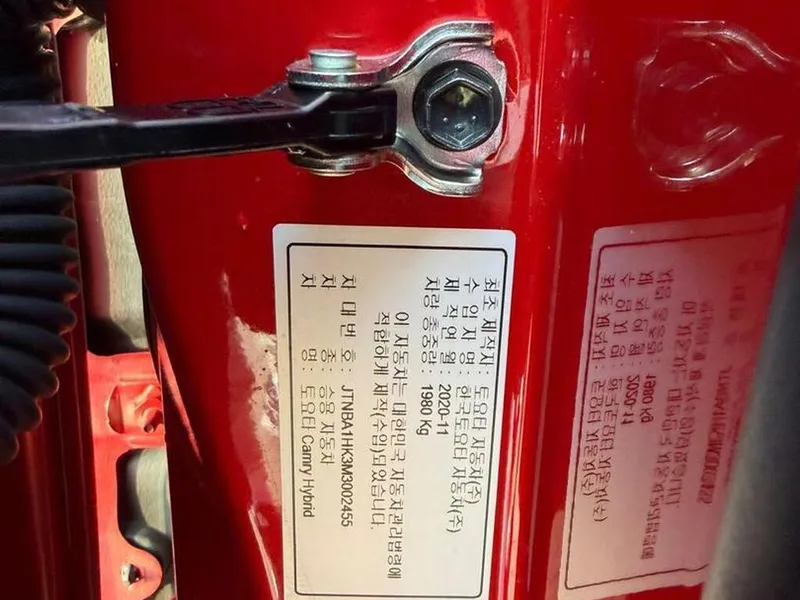 최초 제작자 : 토요타 자동차(주)
수 입 자 명 : 한국토요타 자동차(주)
제 작 연 월 : 2020-11
차량 총중량 : 1980 Kg
이 자동차는 대한민국 자동차관리법령에
적합하게 제작(수입)되었습니다.
차 대 번 호 : JTNBA1HK3M3002455
차 종 : 승용 자동차
차 명 : 토요타 Camry Hybrid